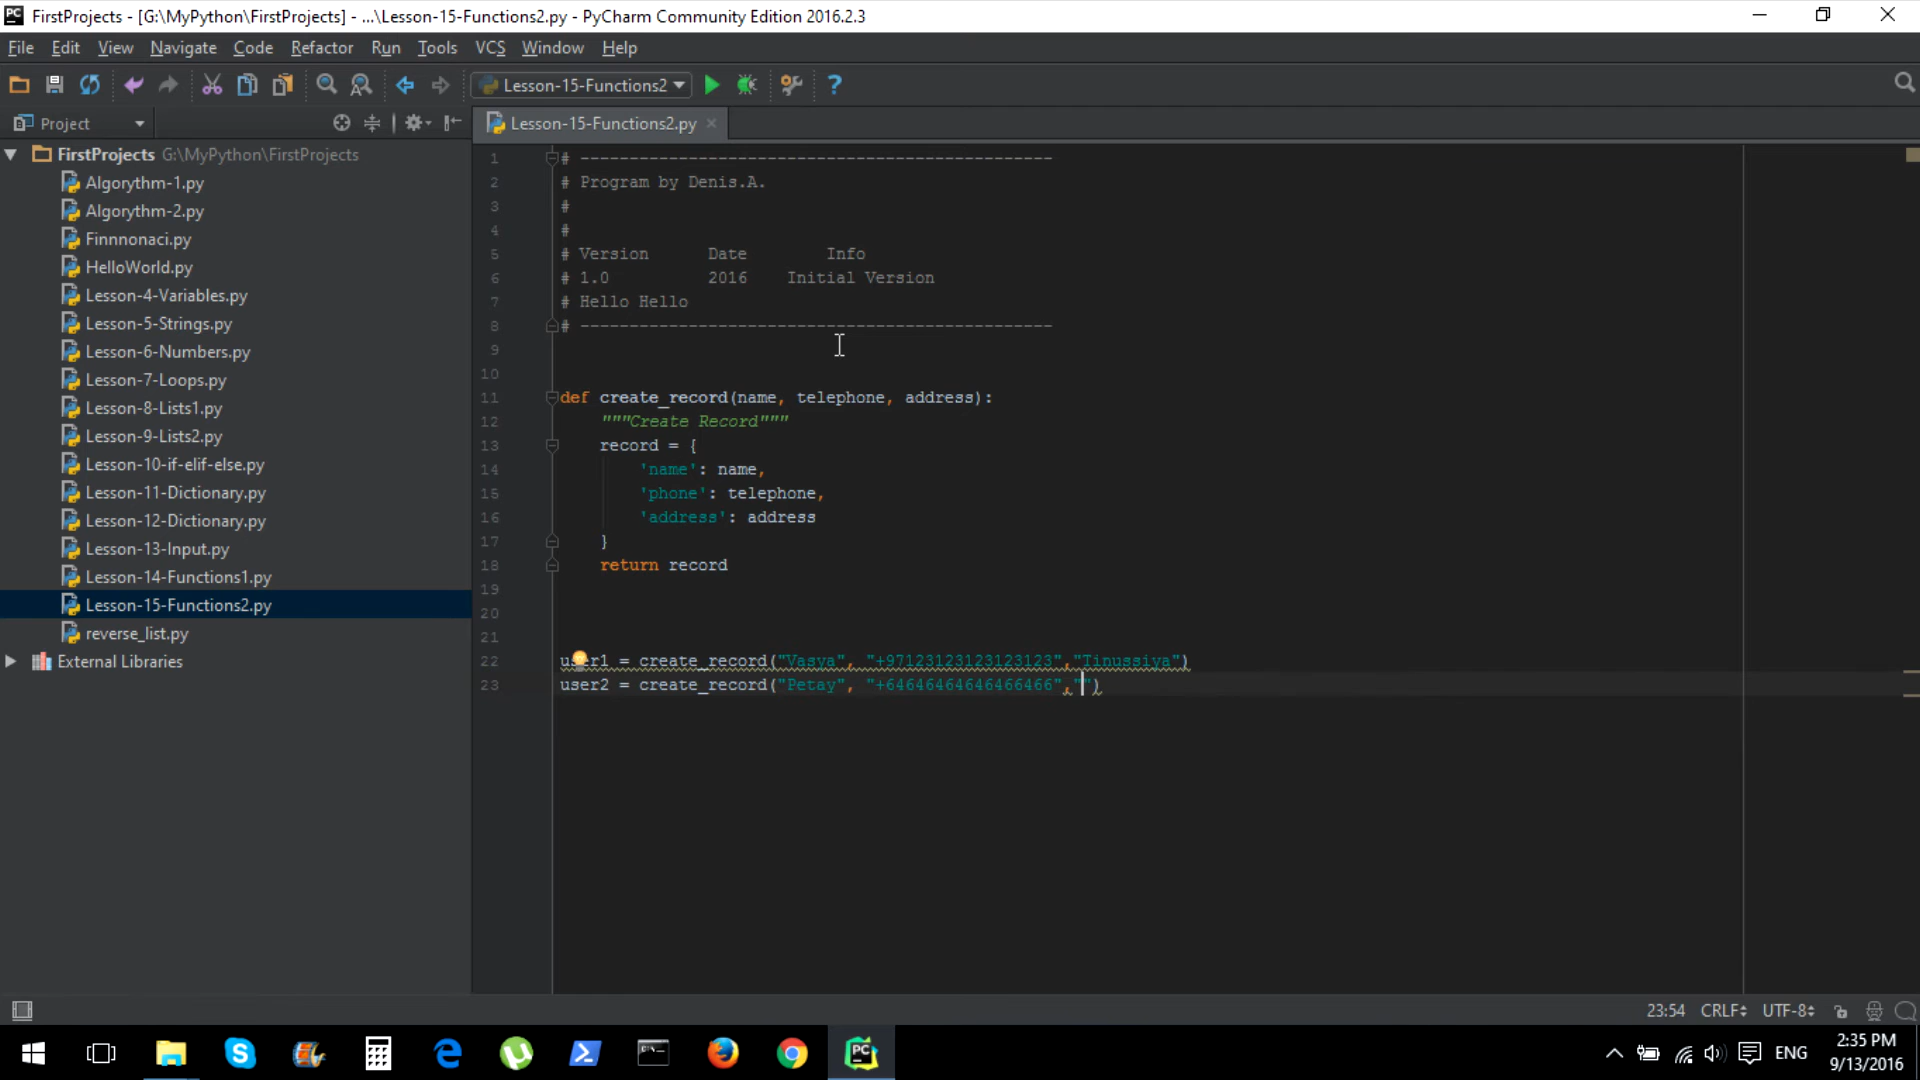 FirstProjects - [G:\MyPython\FirstProjects] - ...\Lesson-15-Functions2.py - PyCharm Community Edition 2016.2.3
File Edit View Navigate Code Refactor Run Tools VCS Window Help
Lesson-15-Functions2
Project
Lesson-15-Functions2.py
FirstProjects G:\MyPython\FirstProjects
Algorythm-1.py
Algorythm-2.py
Finnnonaci.py
HelloWorld.py
Lesson-4-Variables.py
Lesson-5-Strings.py
Lesson-6-Numbers.py
Lesson-7-Loops.py
Lesson-8-Lists1.py
Lesson-9-Lists2.py
Lesson-10-if-elif-else.py
Lesson-11-Dictionary.py
Lesson-12-Dictionary.py
Lesson-13-Input.py
Lesson-14-Functions1.py
Lesson-15-Functions2.py
reverse_list.py
External Libraries
1 # ------------------------------------------------
2 # Program by Denis.A.
3 #
4 #
5 # Version Date Info
6 # 1.0 2016 Initial Version
7 # Hello Hello
8 # ------------------------------------------------
9
10
11 def create_record(name, telephone, address):
12 """Create Record"""
13 record = {
14 'name': name,
15 'phone': telephone,
16 'address': address
17 }
18 return record
19
20
21
22 user1 = create_record("Vasya", "+97123123123123123","Tinussiya")
23 user2 = create_record("Petay", "+64646464646466466","")
23:54 CRLF UTF-8
ENG
2:35 PM
9/13/2016